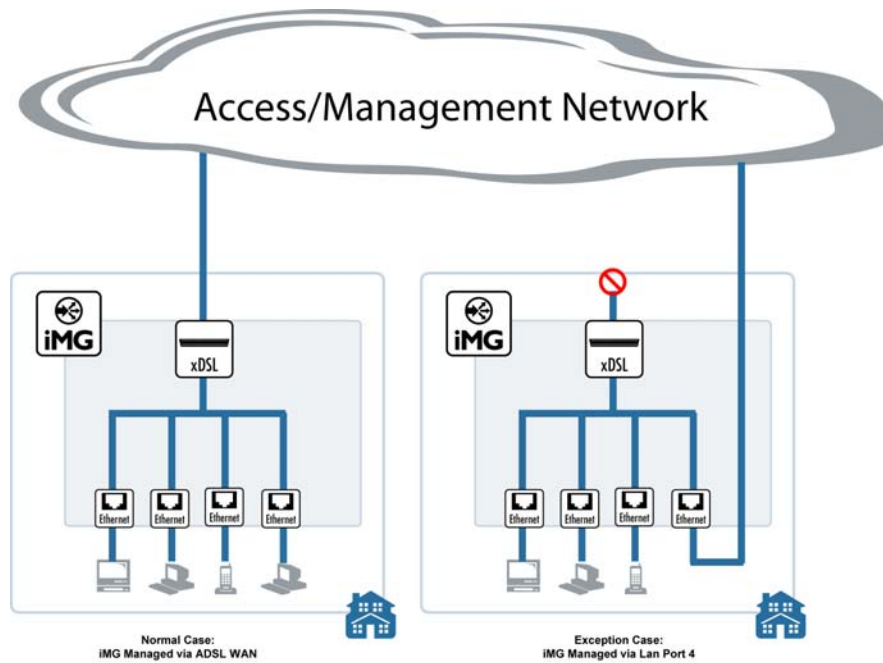 Access/Management Network
iMG
xDSL
Ethernet
Ethernet
Ethernet
Ethernet
Normal Case:
iMG Managed via ADSL WAN
iMG
xDSL
Ethernet
Ethernet
Ethernet
Ethernet
Exception Case:
iMG Managed via Lan Port 4